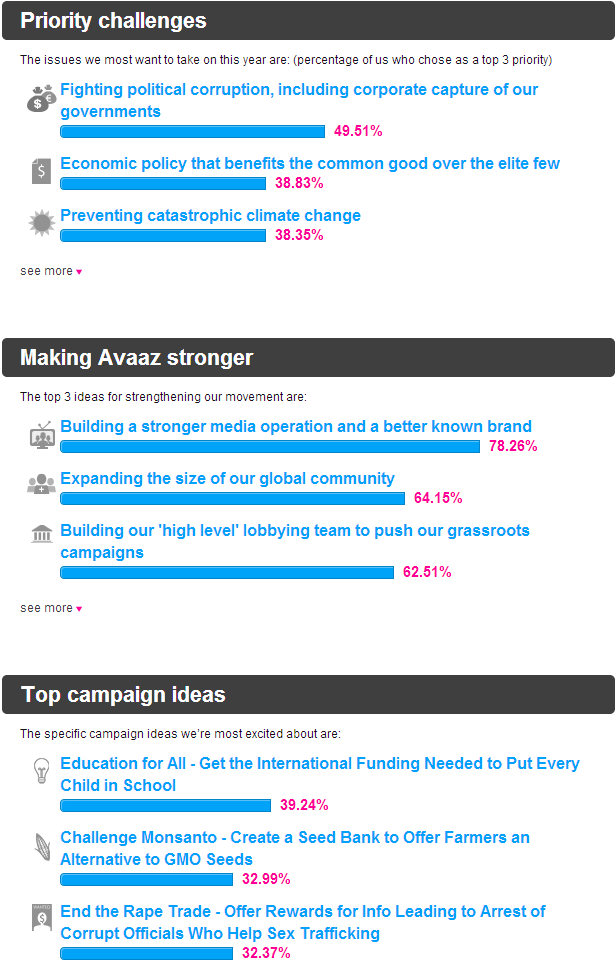 Priority challenges
The issues we most want to take on this year are: (percentage of us who chose as a top 3 priority)
Fighting political corruption, including corporate capture of our
governments
49.51%
Economic policy that benefits the common good over the elite few
38.83%
Preventing catastrophic climate change
38.35%
see more ▾
Making Avaaz stronger
The top 3 ideas for strengthening our movement are:
Building a stronger media operation and a better known brand
78.26%
Expanding the size of our global community
64.15%
Building our 'high level' lobbying team to push our grassroots
campaigns
62.51%
see more ▾
Top campaign ideas
The specific campaign ideas we’re most excited about are:
Education for All - Get the International Funding Needed to Put Every
Child in School
39.24%
Challenge Monsanto - Create a Seed Bank to Offer Farmers an
Alternative to GMO Seeds
32.99%
End the Rape Trade - Offer Rewards for Info Leading to Arrest of
Corrupt Officials Who Help Sex Trafficking
32.37%